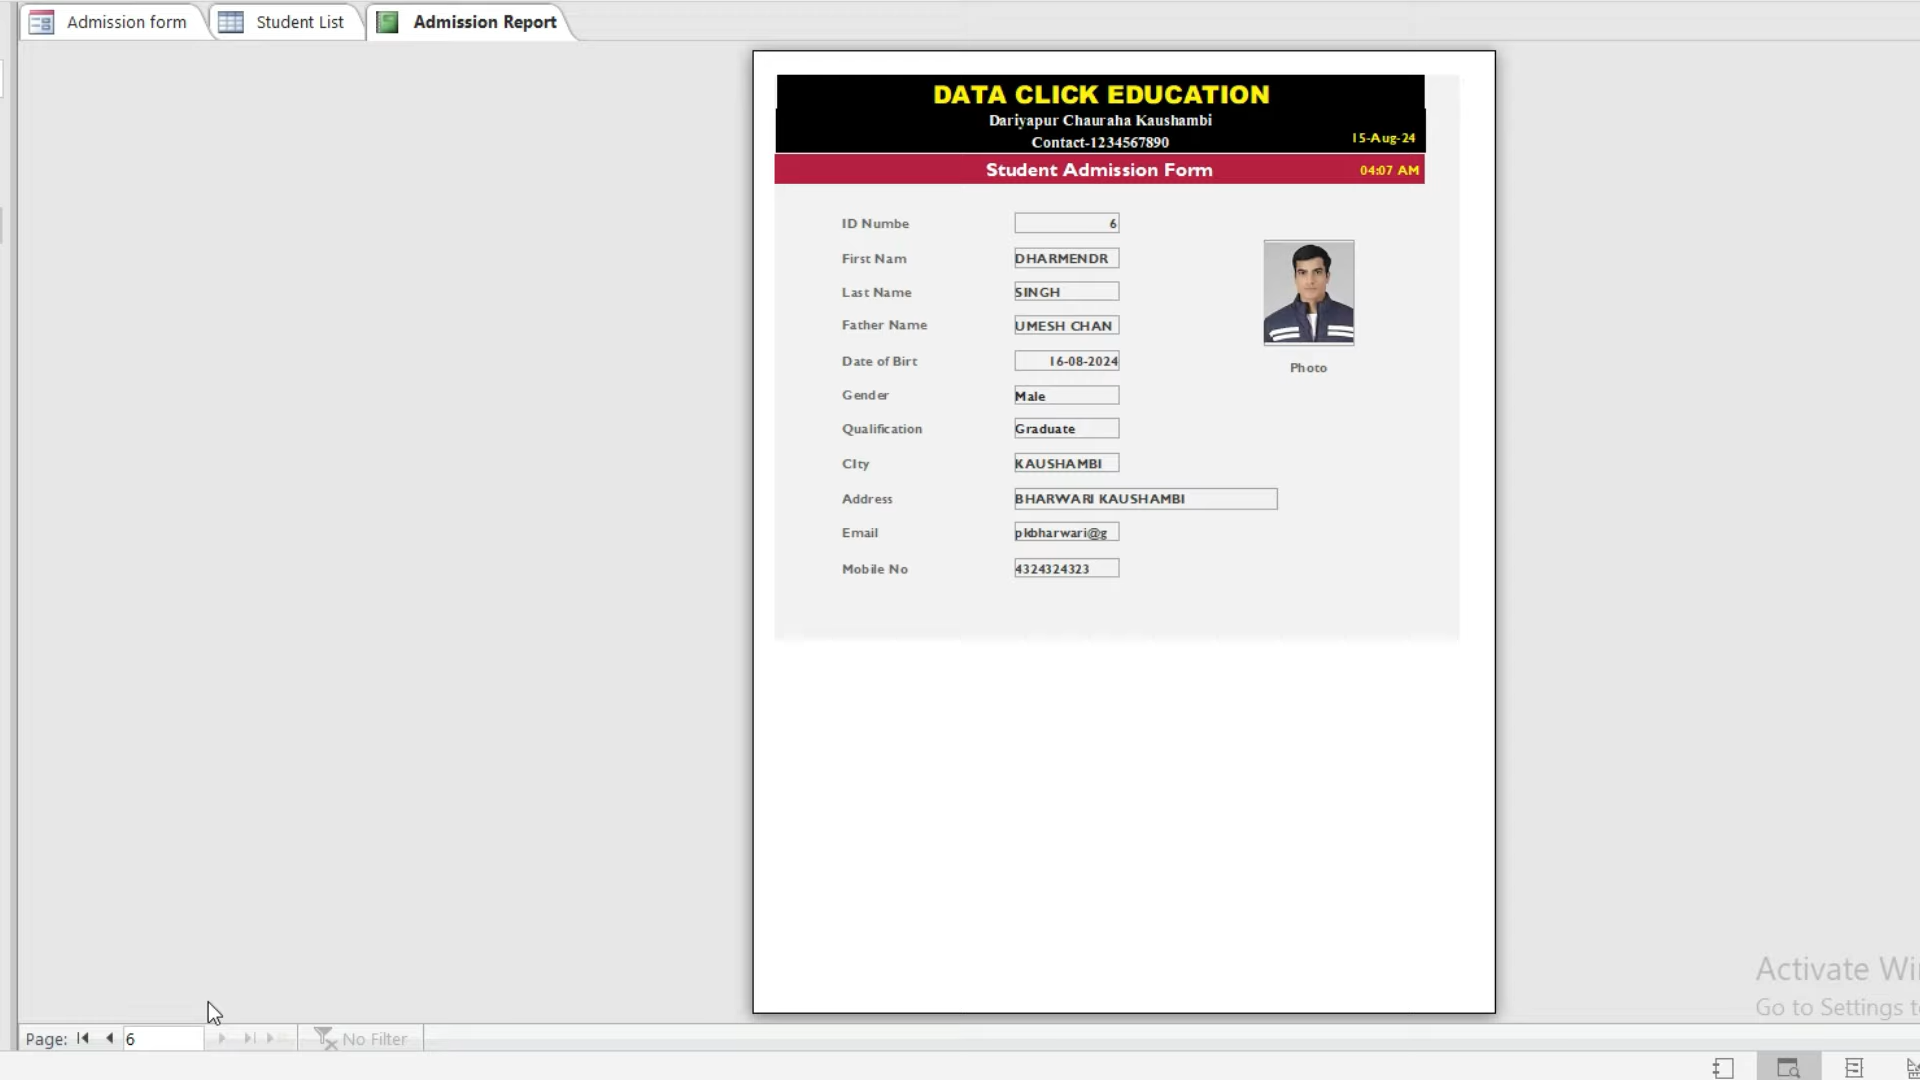 Admission form Student List Admission Report
DATA CLICK EDUCATION
Dariyapur Chauraha Kaushambi
Contact-1234567890 15-Aug-24
Student Admission Form 04:07 AM
ID Numbe 6
First Nam DHARMENDR
Last Name SINGH
Father Name UMESH CHAN
Date of Birt 16-08-2024
Photo
Gender Male
Qualification Graduate
CIty KAUSHAMBI
Address BHARWARI KAUSHAMBI
Email pkbharwari@g
Mobile No 4324324323
Activate Wi
Go to Settings t
Page: 6 No Filter